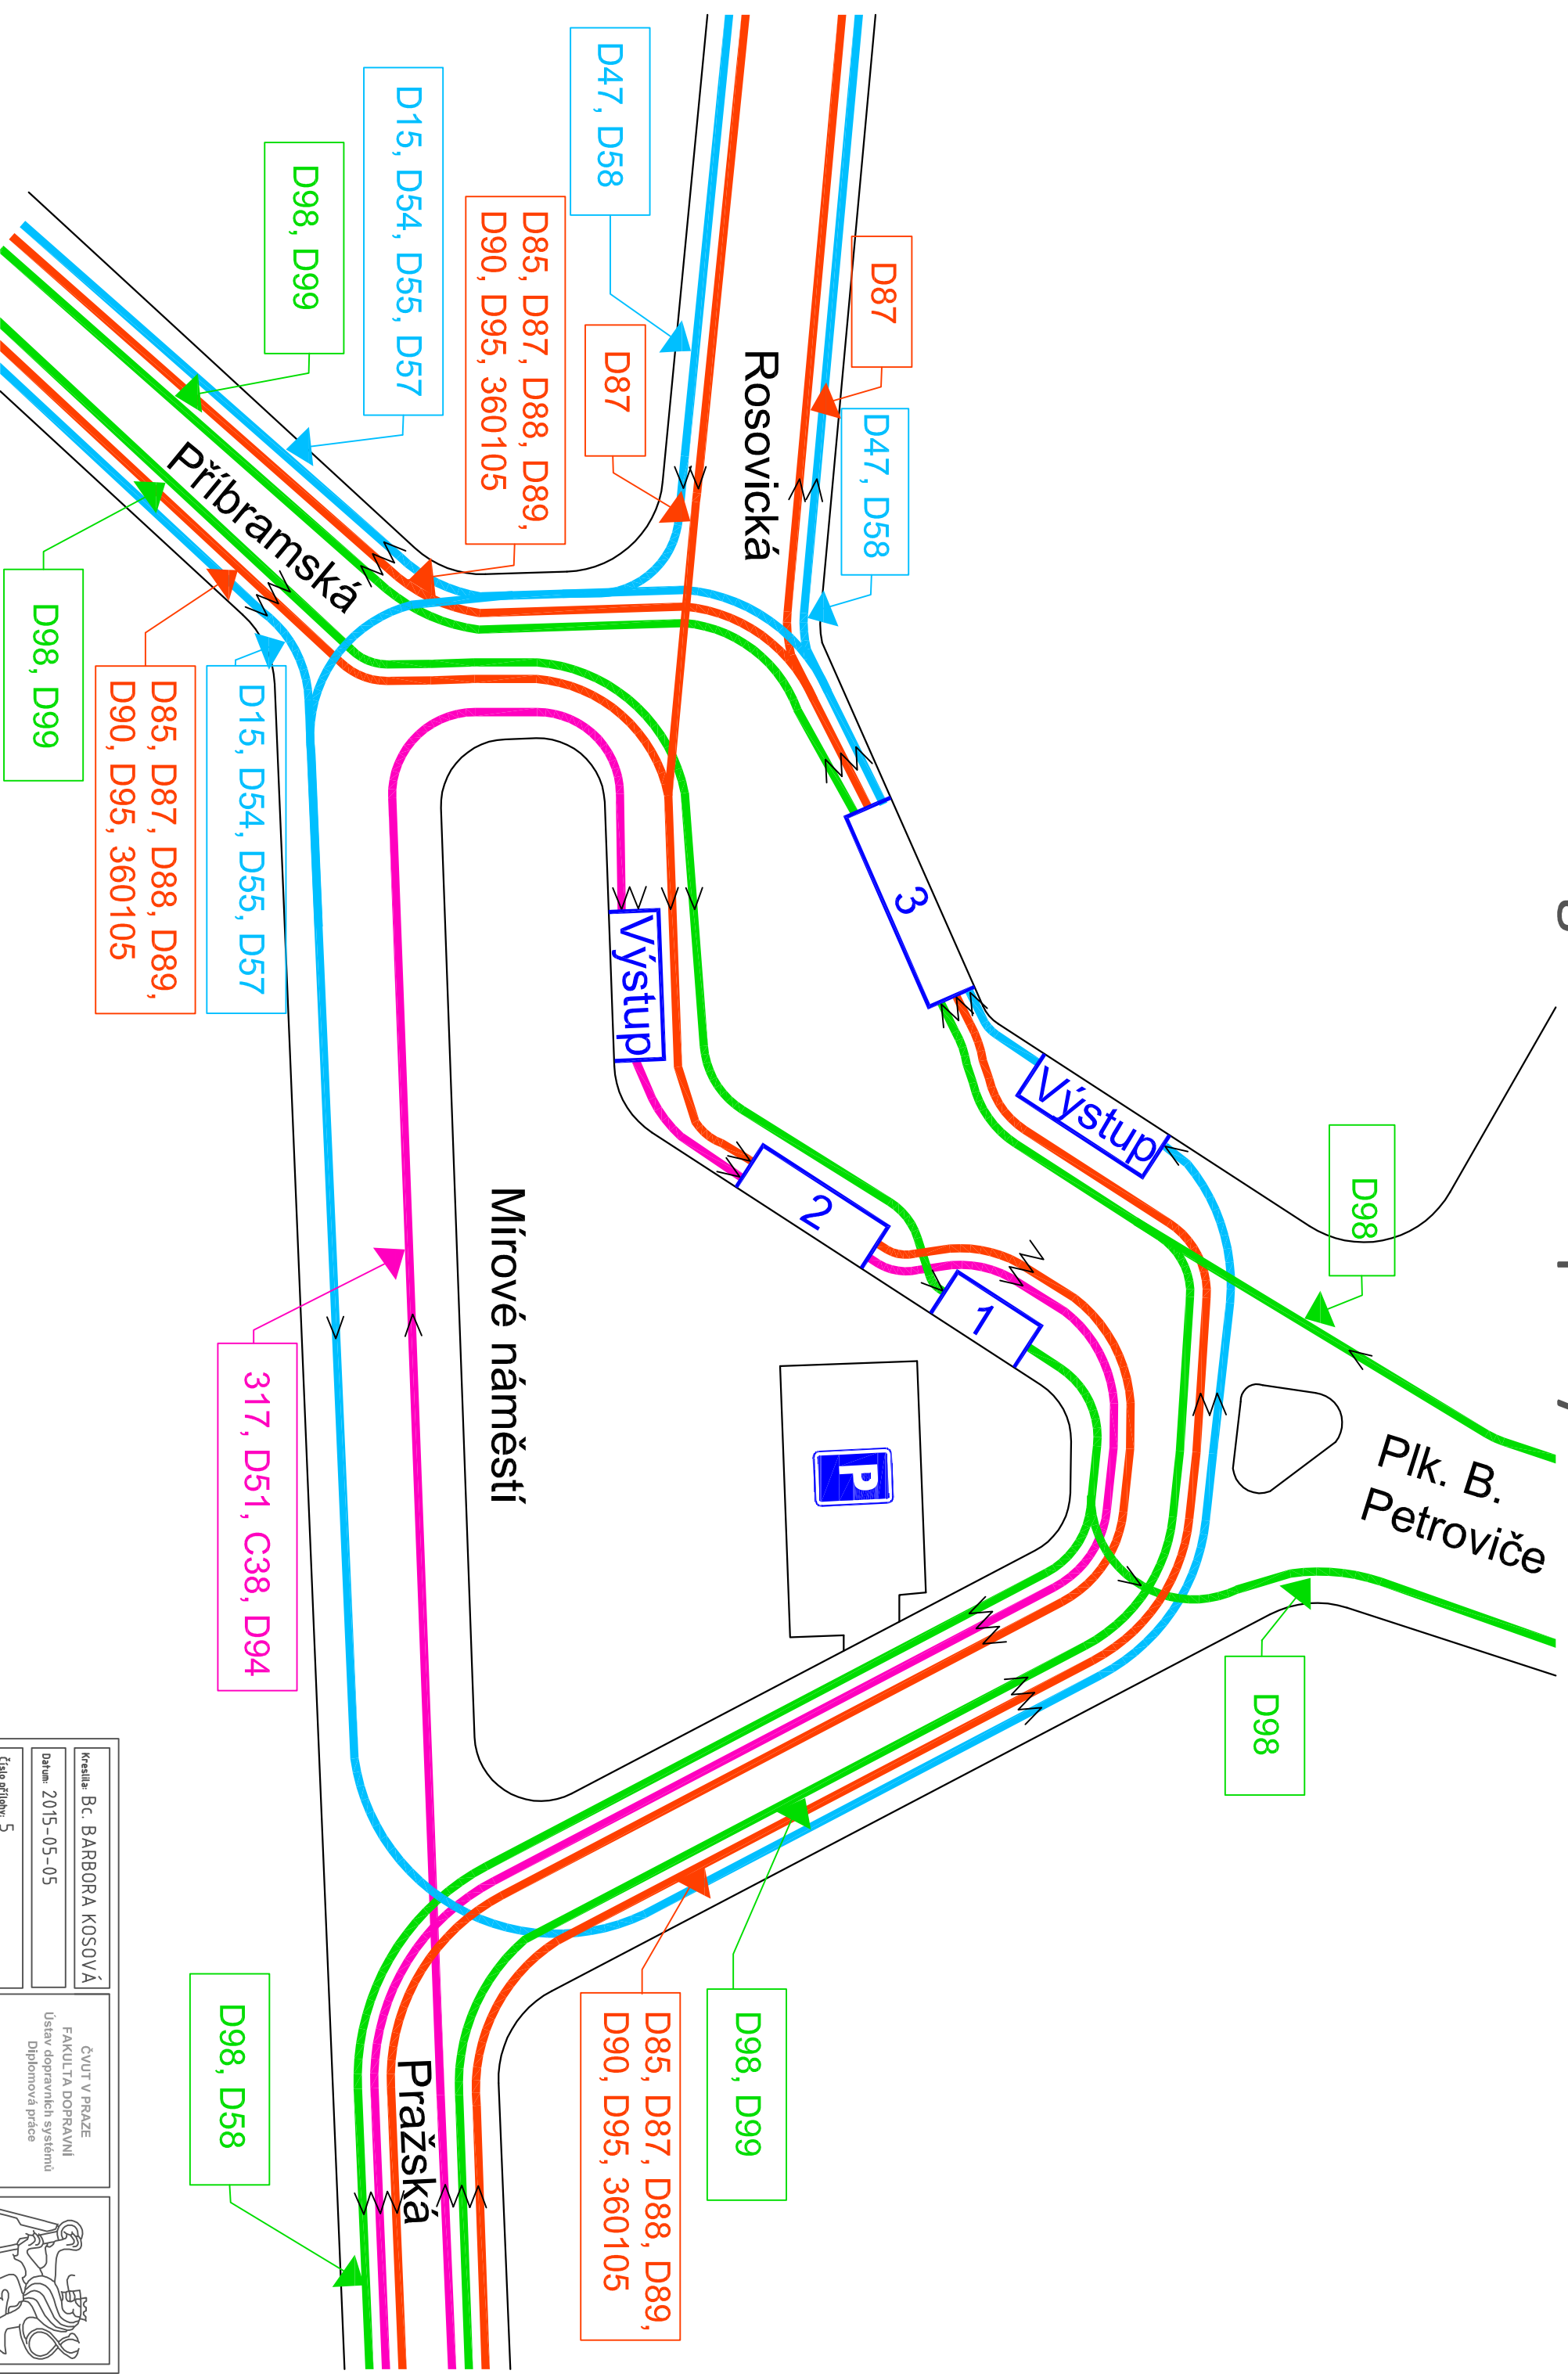 D87
D47, D58
D47, D58
D87
Rosovická
D85, D87, D88, D89,
D90, D95, 360105
D15, D54, D55, D57
D98, D99
Příbramská
D98, D99
D85, D87, D88, D89,
D90, D95, 360105
D15, D54, D55, D57
3
Výstup
Výstup
2
1
D98
Plk. B.
Petroviče
D98
P
Mírové náměstí
317, D51, C38, D94
D98, D99
D85, D87, D88, D89,
D90, D95, 360105
Pražská
D98, D58
Kreslila: Bc. BARBORA KOSOVÁ
Datum: 2015-05-05
Číslo přílohy: 5
ČVUT V PRAZE
FAKULTA DOPRAVNÍ
Ústav dopravních systémů
Diplomová práce